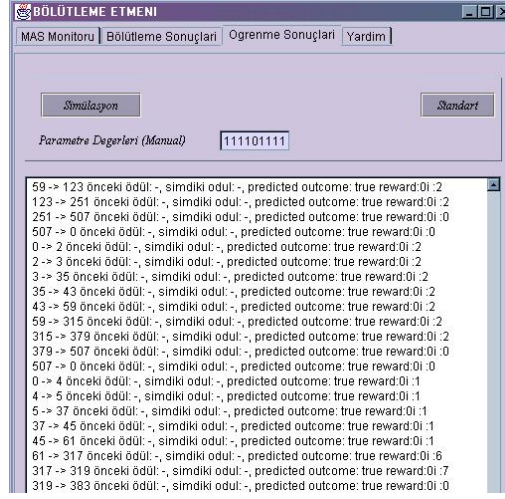 BÖLÜTLEME ETMENI
MAS Monitoru Bölütleme Sonuçlari Ogrenme Sonuçlari Yardim
Simülasyon Standart
Parametre Degerleri (Manual) 111101111
59 -> 123 önceki ödül: -, simdiki odul: -, predicted outcome: true reward:0i :2
123 -> 251 önceki ödül: -, simdiki odul: -, predicted outcome: true reward:0i :2
251 -> 507 önceki ödül: -, simdiki odul: -, predicted outcome: true reward:0i :0
507 -> 0 önceki ödül: -, simdiki odul: -, predicted outcome: true reward:0i :0
0 -> 2 önceki ödül: -, simdiki odul: -, predicted outcome: true reward:0i :2
2 -> 3 önceki ödül: -, simdiki odul: -, predicted outcome: true reward:0i :2
3 -> 35 önceki ödül: -, simdiki odul: -, predicted outcome: true reward:0i :2
35 -> 43 önceki ödül: -, simdiki odul: -, predicted outcome: true reward:0i :2
43 -> 59 önceki ödül: -, simdiki odul: -, predicted outcome: true reward:0i :2
59 -> 315 önceki ödül: -, simdiki odul: -, predicted outcome: true reward:0i :2
315 -> 379 önceki ödül: -, simdiki odul: -, predicted outcome: true reward:0i :2
379 -> 507 önceki ödül: -, simdiki odul: -, predicted outcome: true reward:0i :0
507 -> 0 önceki ödül: -, simdiki odul: -, predicted outcome: true reward:0i :0
0 -> 4 önceki ödül: -, simdiki odul: -, predicted outcome: true reward:0i :1
4 -> 5 önceki ödül: -, simdiki odul: -, predicted outcome: true reward:0i :1
5 -> 37 önceki ödül: -, simdiki odul: -, predicted outcome: true reward:0i :1
37 -> 45 önceki ödül: -, simdiki odul: -, predicted outcome: true reward:0i :1
45 -> 61 önceki ödül: -, simdiki odul: -, predicted outcome: true reward:0i :1
61 -> 317 önceki ödül: -, simdiki odul: -, predicted outcome: true reward:0i :6
317 -> 319 önceki ödül: -, simdiki odul: -, predicted outcome: true reward:0i :7
319 -> 383 önceki ödül: -, simdiki odul: -, predicted outcome: true reward:0i :0